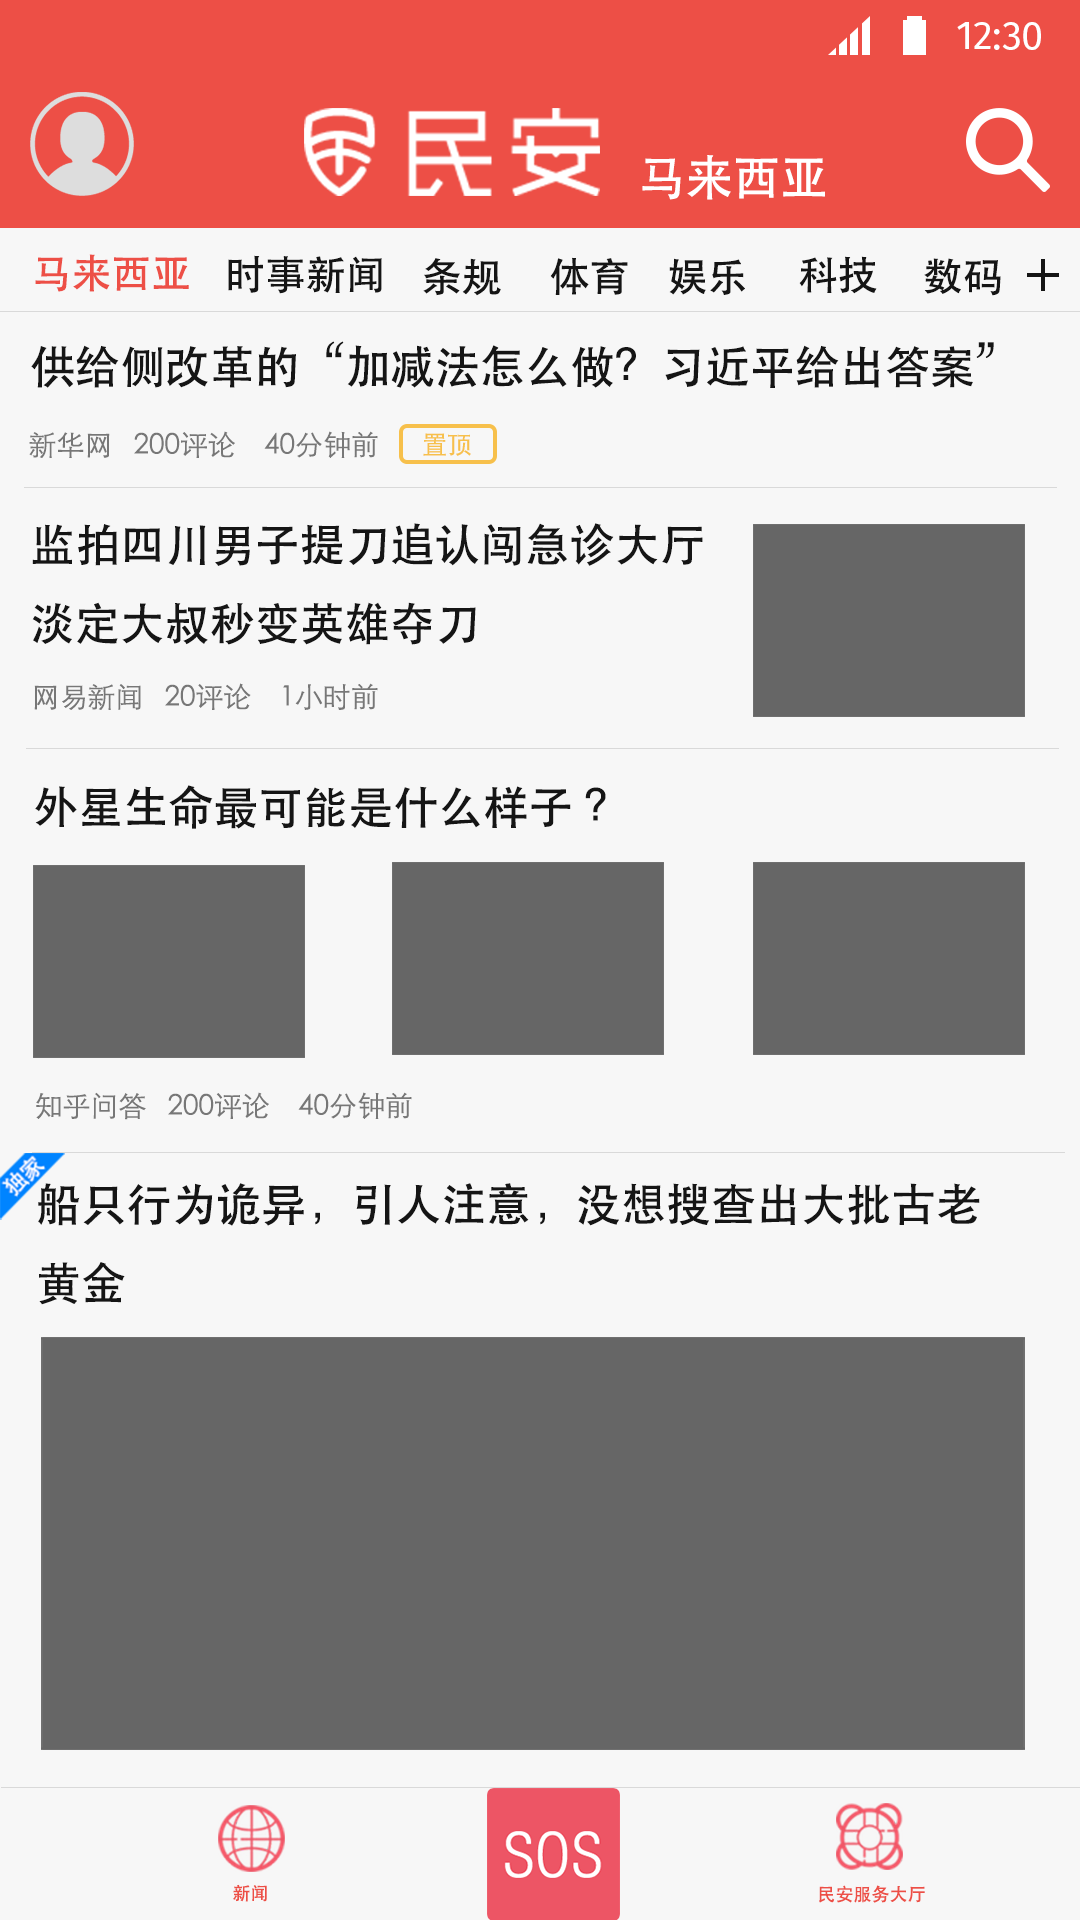 12:30
民安 马来西亚
马来西亚 时事新闻 条规 体育 娱乐 科技 数码 +
供给侧改革的“加减法怎么做？习近平给出答案”
新华网 200评论 40分钟前 置顶
监拍四川男子提刀追认闯急诊大厅
淡定大叔秒变英雄夺刀
网易新闻 20评论 1小时前
外星生命最可能是什么样子？
知乎问答 200评论 40分钟前
独家
船只行为诡异，引人注意，没想搜查出大批古老
黄金
新闻
SOS
民安服务大厅